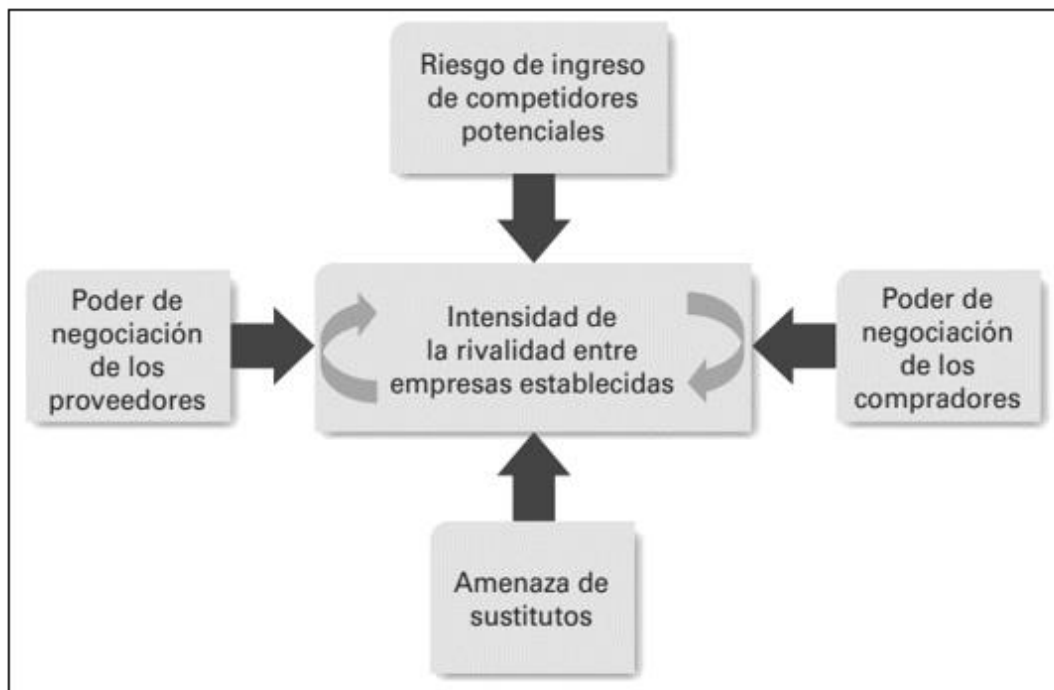 Riesgo de ingreso
de competidores
potenciales
Poder de
negociación
de los
proveedores
Intensidad de
la rivalidad entre
empresas establecidas
Poder de
negociación
de los
compradores
Amenaza de
sustitutos